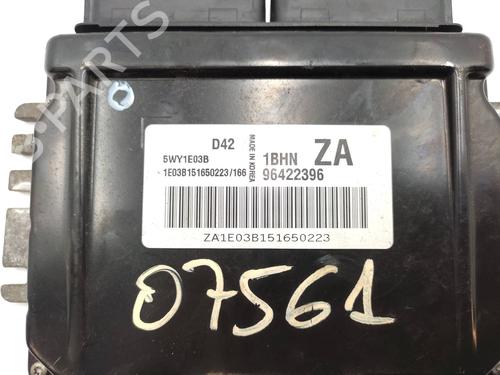 D42
5WY1E03B
1E03B151650223/166
MADE IN KOREA
1BHN ZA
96422396
ZA1E03B151650223
07561